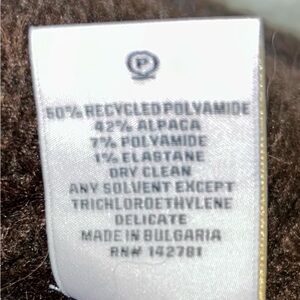 P
50% RECYCLED POLYAMIDE
42% ALPACA
7% POLYAMIDE
1% ELASTANE
DRY CLEAN
ANY SOLVENT EXCEPT
TRICHLOROETHYLENE
DELICATE
MADE IN BULGARIA
RN# 142781